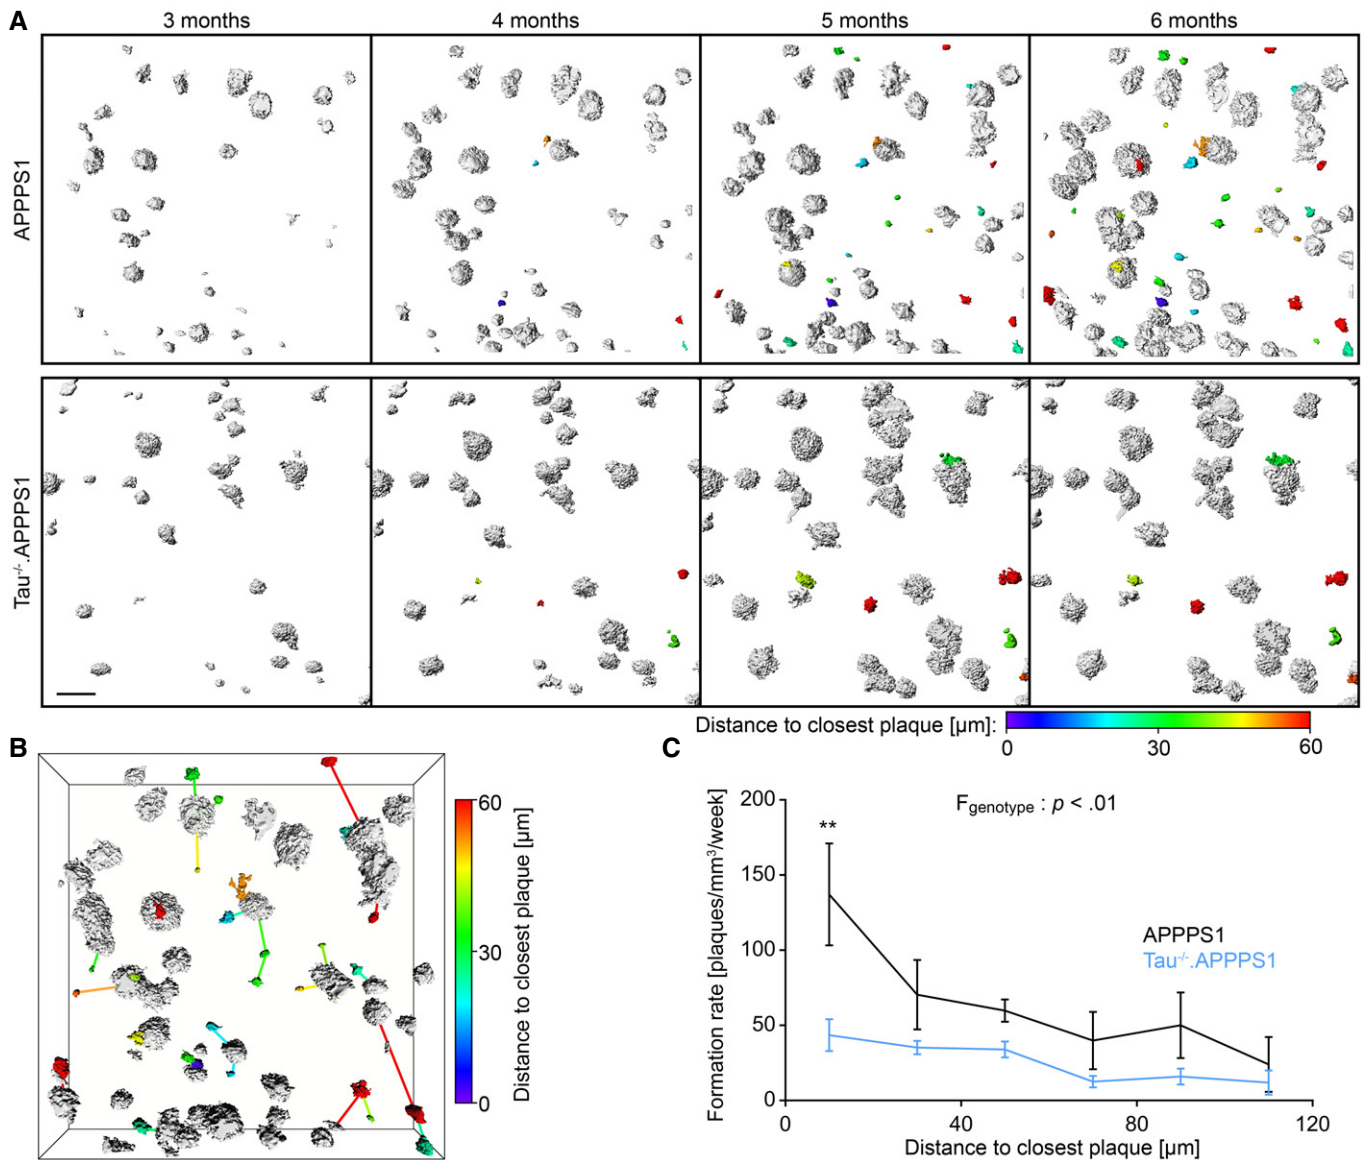 A
3 months
4 months
5 months
6 months
APPPS1
Tau-/-.APPPS1
Distance to closest plaque [µm]:
0
30
60
B
60
30
0
Distance to closest plaque [µm]
C
Fgenotype : p < .01
**
200
150
100
50
0
Formation rate [plaques/mm3/week]
APPPS1
Tau-/-.APPPS1
0
40
80
120
Distance to closest plaque [µm]